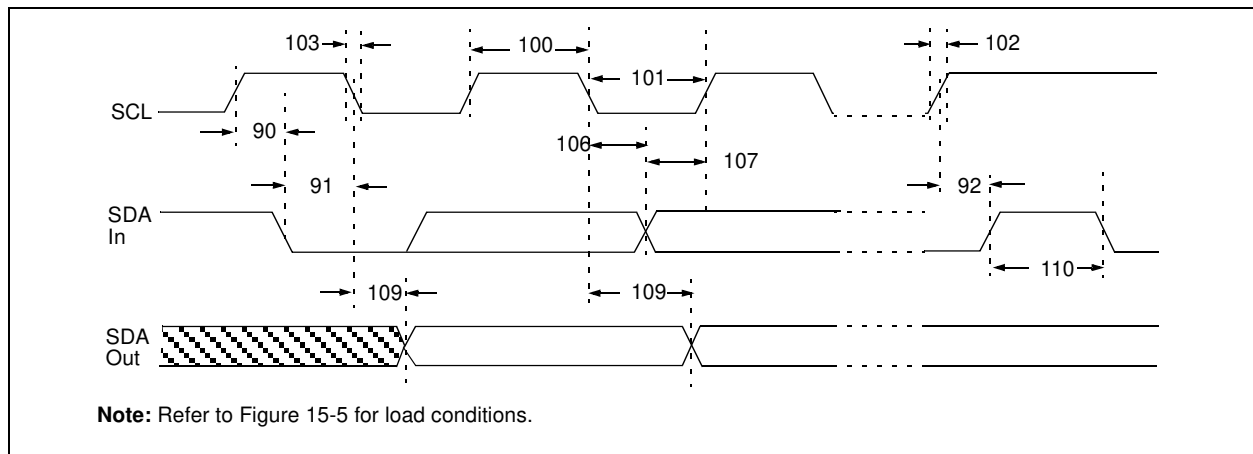 103
100
101
102
SCL
90
106
107
91
92
SDA
In
109
109
110
SDA
Out
Note: Refer to Figure 15-5 for load conditions.